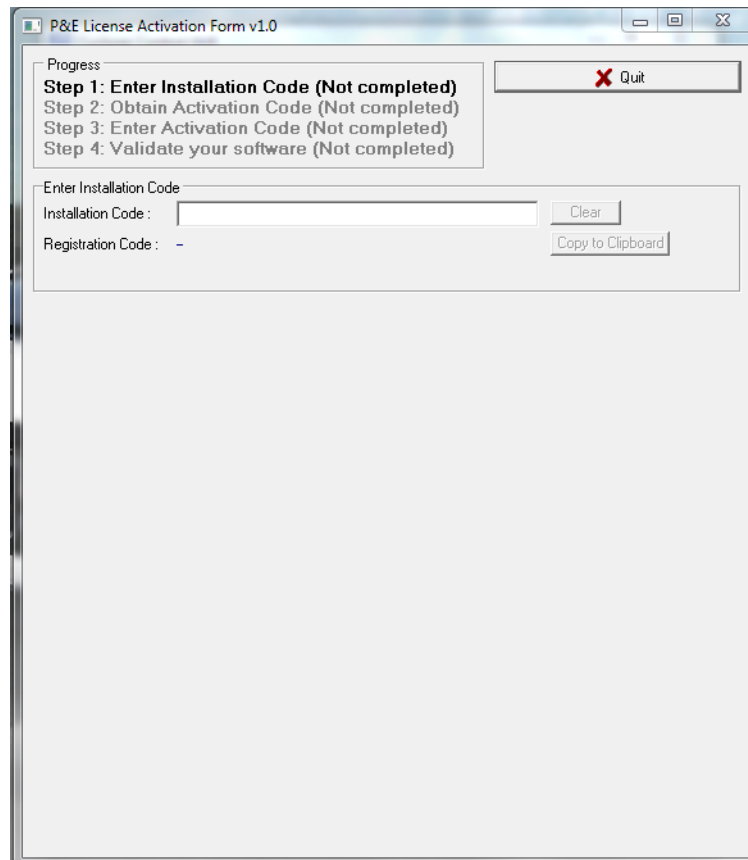 P&E License Activation Form v1.0
Progress
Step 1: Enter Installation Code (Not completed)
Step 2: Obtain Activation Code (Not completed)
Step 3: Enter Activation Code (Not completed)
Step 4: Validate your software (Not completed)
Quit
Enter Installation Code
Installation Code :
Clear
Registration Code : -
Copy to Clipboard